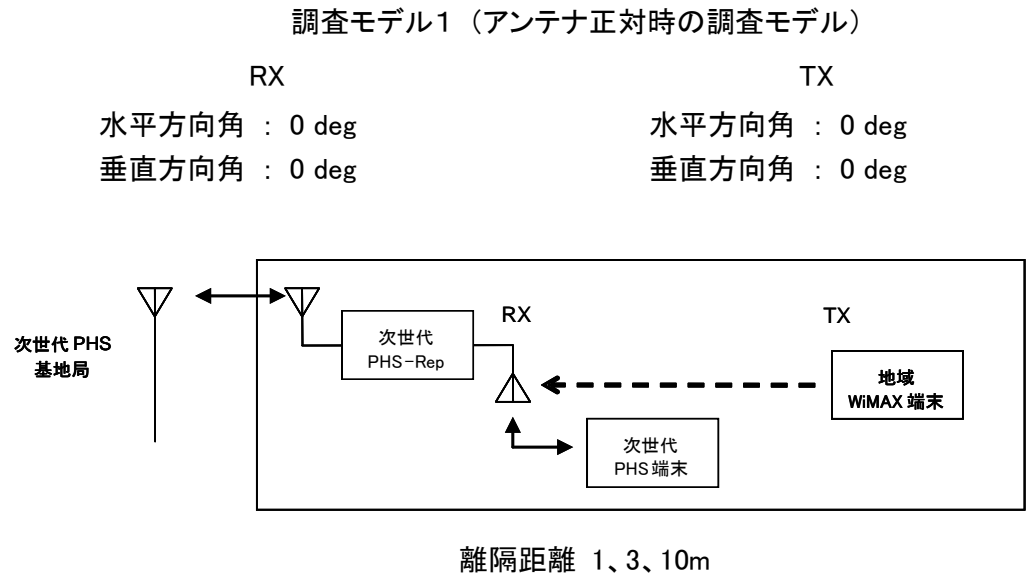 調査モデル1 (アンテナ正対時の調査モデル)
RX
水平方向角 : 0 deg
垂直方向角 : 0 deg
TX
水平方向角 : 0 deg
垂直方向角 : 0 deg
次世代 PHS
基地局
次世代
PHS-Rep
RX
TX
地域
WiMAX 端末
次世代
PHS 端末
離隔距離 1、3、10m